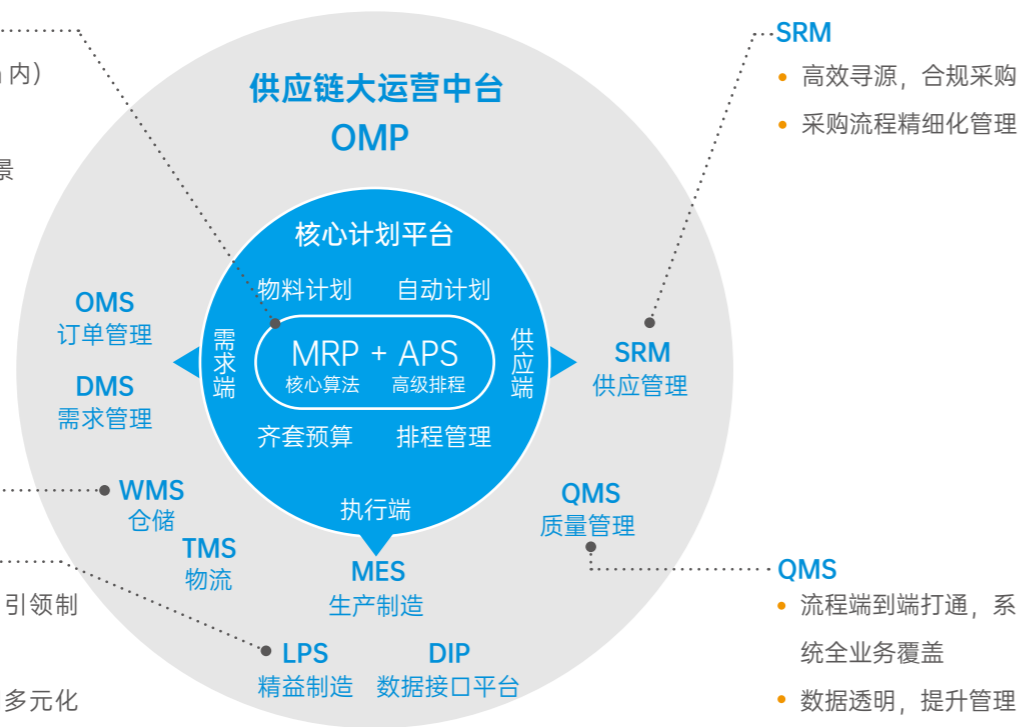 内）
景
供应链大运营中台
OMP
核心计划平台
物料计划 自动计划
需求端
MRP + APS
核心算法 高级排程
供应端
齐套预算 排程管理
执行端
OMS
订单管理
DMS
需求管理
WMS
仓储
TMS
物流
MES
生产制造
LPS
精益制造
DIP
数据接口平台
SRM
供应管理
QMS
质量管理
引领制
多元化
SRM
• 高效寻源，合规采购
• 采购流程精细化管理
QMS
• 流程端到端打通，系
统全业务覆盖
• 数据透明，提升管理